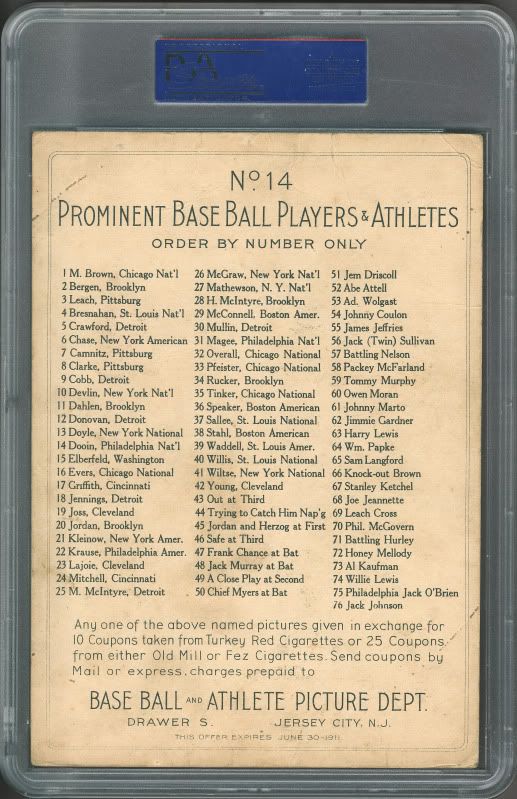 PSA
No. 14
PROMINENT BASE BALL PLAYERS & ATHLETES
ORDER BY NUMBER ONLY
1 M. Brown, Chicago Nat'l
2 Bergen, Brooklyn
3 Leach, Pittsburg
4 Bresnahan, St. Louis Nat'l
5 Crawford, Detroit
6 Chase, New York American
7 Camnitz, Pittsburg
8 Clarke, Pittsburg
9 Cobb, Detroit
10 Devlin, New York Nat'l
11 Dahlen, Brooklyn
12 Donovan, Detroit
13 Doyle, New York National
14 Dooin, Philadelphia Nat'l
15 Elberfeld, Washington
16 Evers, Chicago National
17 Griffith, Cincinnati
18 Jennings, Detroit
19 Joss, Cleveland
20 Jordan, Brooklyn
21 Kleinow, New York Amer.
22 Krause, Philadelphia Amer.
23 Lajoie, Cleveland
24 Mitchell, Cincinnati
25 M. McIntyre, Detroit
26 McGraw, New York Nat'l
27 Mathewson, N. Y. Nat'l
28 H. McIntyre, Brooklyn
29 McConnell, Boston Amer.
30 Mullin, Detroit
31 Magee, Philadelphia Nat'l
32 Overall, Chicago National
33 Pfeister, Chicago National
34 Rucker, Brooklyn
35 Tinker, Chicago National
36 Speaker, Boston American
37 Sallee, St. Louis National
38 Stahl, Boston American
39 Waddell, St. Louis Amer.
40 Willis, St. Louis National
41 Wiltse, New York National
42 Young, Cleveland
43 Out at Third
44 Trying to Catch Him Nap'g
45 Jordan and Herzog at First
46 Safe at Third
47 Frank Chance at Bat
48 Jack Murray at Bat
49 A Close Play at Second
50 Chief Myers at Bat
51 Jem Driscoll
52 Abe Attell
53 Ad. Wolgast
54 Johnny Coulon
55 James Jeffries
56 Jack (Twin) Sullivan
57 Battling Nelson
58 Packey McFarland
59 Tommy Murphy
60 Owen Moran
61 Johnny Marto
62 Jimmie Gardner
63 Harry Lewis
64 Wm. Papke
65 Sam Langford
66 Knock-out Brown
67 Stanley Ketchel
68 Joe Jeannette
69 Leach Cross
70 Phil. McGovern
71 Battling Hurley
72 Honey Mellody
73 Al Kaufman
74 Willie Lewis
75 Philadelphia Jack O'Brien
76 Jack Johnson
Any one of the above named pictures given in exchange for
10 Coupons taken from Turkey Red Cigarettes or 25 Coupons
from either Old Mill or Fez Cigarettes. Send coupons by
Mail or express, charges prepaid to
BASE BALL AND ATHLETE PICTURE DEPT.
DRAWER S. JERSEY CITY, N.J.
THIS OFFER EXPIRES JUNE 30-1911.